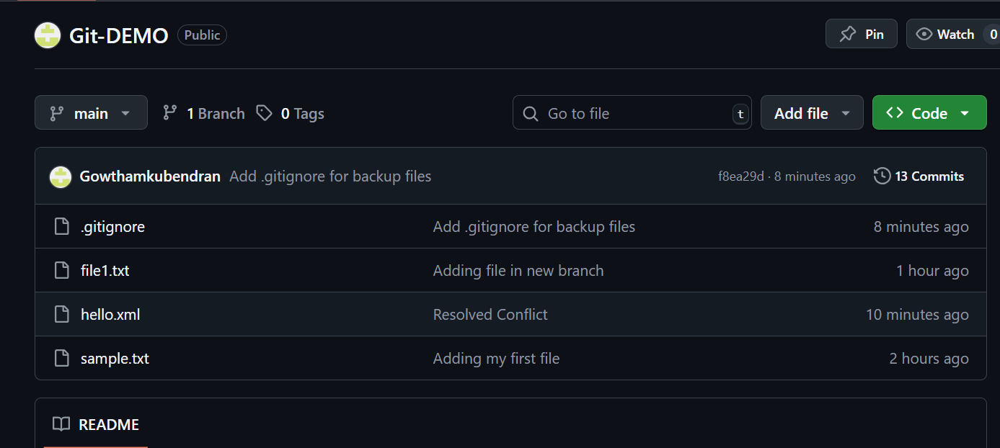 Git-DEMO Public Pin Watch 0
main 1 Branch 0 Tags Go to file t Add file Code
Gowthamkubendran Add .gitignore for backup files f8ea29d · 8 minutes ago 13 Commits
.gitignore Add .gitignore for backup files 8 minutes ago
file1.txt Adding file in new branch 1 hour ago
hello.xml Resolved Conflict 10 minutes ago
sample.txt Adding my first file 2 hours ago
README